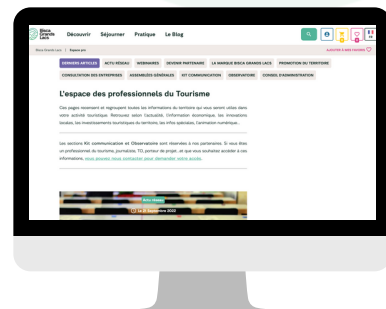 Bisca
Grands
Lacs
Découvrir Séjourner Pratique Le Blog
FR
Bisca Grands Lacs | Espace pro
AJOUTER À MES FAVORIS
DERNIERS ARTICLES ACTU RÉSEAU WEBINAIRES DEVENIR PARTENAIRE LA MARQUE BISCA GRANDS LACS PROMOTION DU TERRITOIRE
CONSULTATION DES ENTREPRISES ASSEMBLÉES GÉNÉRALES KIT COMMUNICATION OBSERVATOIRE CONSEIL D'ADMINISTRATION
L'espace des professionnels du Tourisme
Ces pages recensent et regroupent toutes les informations du territoire qui vous seront utiles dans
votre activité touristique. Retrouvez selon l'actualité, l'information économique, les innovations
locales, les investissements touristiques du territoire, les infos spéciales, l'animation numérique...
Les sections Kit communication et Observatoire sont réservées à nos partenaires. Si vous êtes
un professionnel du tourisme, journaliste, TO, porteur de projet, et que vous souhaitez accéder à ces
informations, vous pouvez nous contacter pour demander votre accès.
Actu réseau
Le 21 Septembre 2022